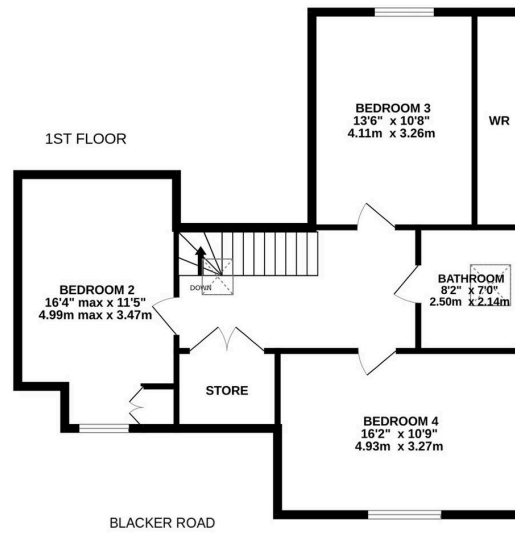 1ST FLOOR
BEDROOM 3
13'6" x 10'8"
4.11m x 3.26m
WR
BEDROOM 2
16'4" max x 11'5"
4.99m max x 3.47m
DOWN
BATHROOM
8'2" x 7'0"
2.50m x 2.14m
STORE
BEDROOM 4
16'2" x 10'9"
4.93m x 3.27m
BLACKER ROAD